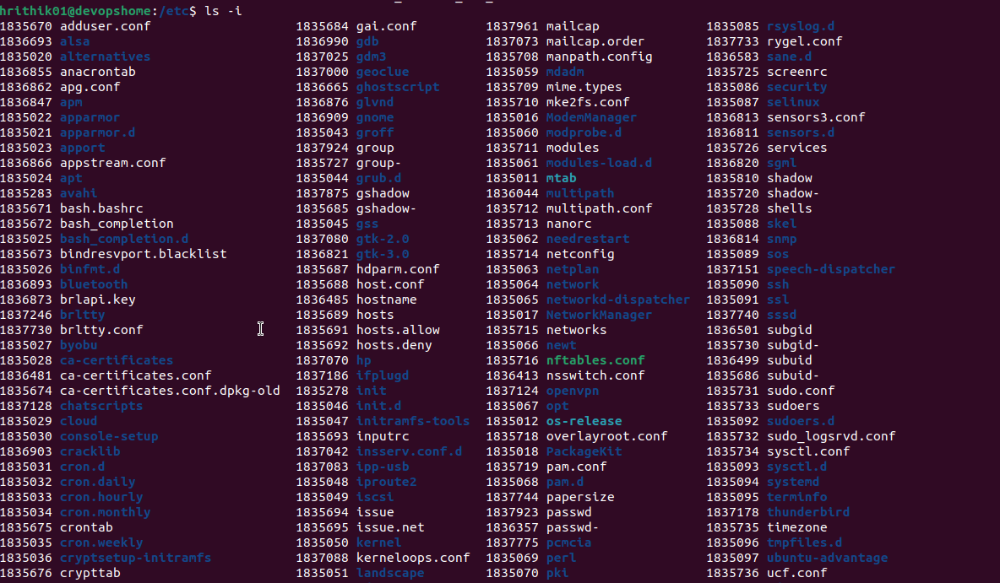 hrithik01@devopshome:/etc$ ls -i
1835670 adduser.conf 1835684 gai.conf 1837961 mailcap 1835085 rsyslog.d
1836693 alsa 1836990 gdb 1837073 mailcap.order 1837733 rygel.conf
1835020 alternatives 1837025 gdm3 1835708 manpath.config 1836583 sane.d
1836855 anacrontab 1837000 geoclue 1835059 mdadm 1835725 screenrc
1836862 apg.conf 1836665 ghostscript 1835709 mime.types 1835086 security
1836847 apm 1836876 glvnd 1835710 mke2fs.conf 1835087 selinux
1835022 apparmor 1836909 gnome 1835016 ModemManager 1836813 sensors3.conf
1835021 apparmor.d 1835043 groff 1835060 modprobe.d 1836811 sensors.d
1835023 apport 1837924 group 1835711 modules 1835726 services
1836866 appstream.conf 1835727 group- 1835061 modules-load.d 1836820 sgml
1835024 apt 1835044 grub.d 1835011 mtab 1835810 shadow
1835283 avahi 1837875 gshadow 1836044 multipath 1835720 shadow-
1835671 bash.bashrc 1835685 gshadow- 1835712 multipath.conf 1835728 shells
1835672 bash_completion 1835045 gss 1835713 nanorc 1835088 skel
1835025 bash_completion.d 1837080 gtk-2.0 1835062 needrestart 1836814 snmp
1835673 bindresvport.blacklist 1836821 gtk-3.0 1835714 netconfig 1835089 sos
1835026 binfmt.d 1835687 hdparm.conf 1835063 netplan 1837151 speech-dispatcher
1836893 bluetooth 1835688 host.conf 1835064 network 1835090 ssh
1836873 brlapi.key 1836485 hostname 1835065 networkd-dispatcher 1835091 ssl
1837246 brltty 1835689 hosts 1835017 NetworkManager 1837740 sssd
1837730 brltty.conf 1835691 hosts.allow 1835715 networks 1836501 subgid
1835027 byobu 1835692 hosts.deny 1835066 newt 1835730 subgid-
1835028 ca-certificates 1837070 hp 1835716 nftables.conf 1836499 subuid
1836481 ca-certificates.conf 1837186 ifplugd 1836413 nsswitch.conf 1835686 subuid-
1835674 ca-certificates.conf.dpkg-old 1835278 init 1837124 openvpn 1835731 sudo.conf
1837128 chatscripts 1835046 init.d 1835067 opt 1835733 sudoers
1835029 cloud 1835047 initramfs-tools 1835012 os-release 1835092 sudoers.d
1835030 console-setup 1835693 inputrc 1835718 overlayroot.conf 1835732 sudo_logsrvd.conf
1836903 cracklib 1837042 insserv.conf.d 1835018 PackageKit 1835734 sysctl.conf
1835031 cron.d 1837083 ipp-usb 1835719 pam.conf 1835093 sysctl.d
1835032 cron.daily 1835048 iproute2 1835068 pam.d 1835094 systemd
1835033 cron.hourly 1835049 iscsi 1837744 papersize 1835095 terminfo
1835034 cron.monthly 1835694 issue 1837923 passwd 1837178 thunderbird
1835675 crontab 1835695 issue.net 1836357 passwd- 1835735 timezone
1835035 cron.weekly 1835050 kernel 1837775 pcmcia 1835096 tmpfiles.d
1835036 cryptsetup-initramfs 1837088 kerneloops.conf 1835069 perl 1835097 ubuntu-advantage
1835676 crypttab 1835051 landscape 1835070 pki 1835736 ucf.conf